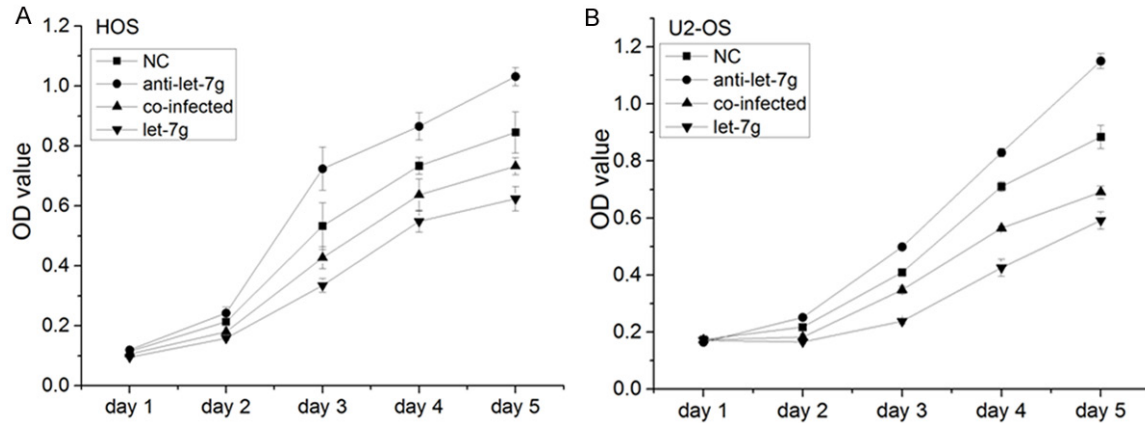 A
HOS
NC
anti-let-7g
co-infected
let-7g
OD value
1.2
1.0
0.8
0.6
0.4
0.2
0.0
day 1 day 2 day 3 day 4 day 5
B
U2-OS
NC
anti-let-7g
co-infected
let-7g
OD value
1.2
1.0
0.8
0.6
0.4
0.2
0.0
day 1 day 2 day 3 day 4 day 5